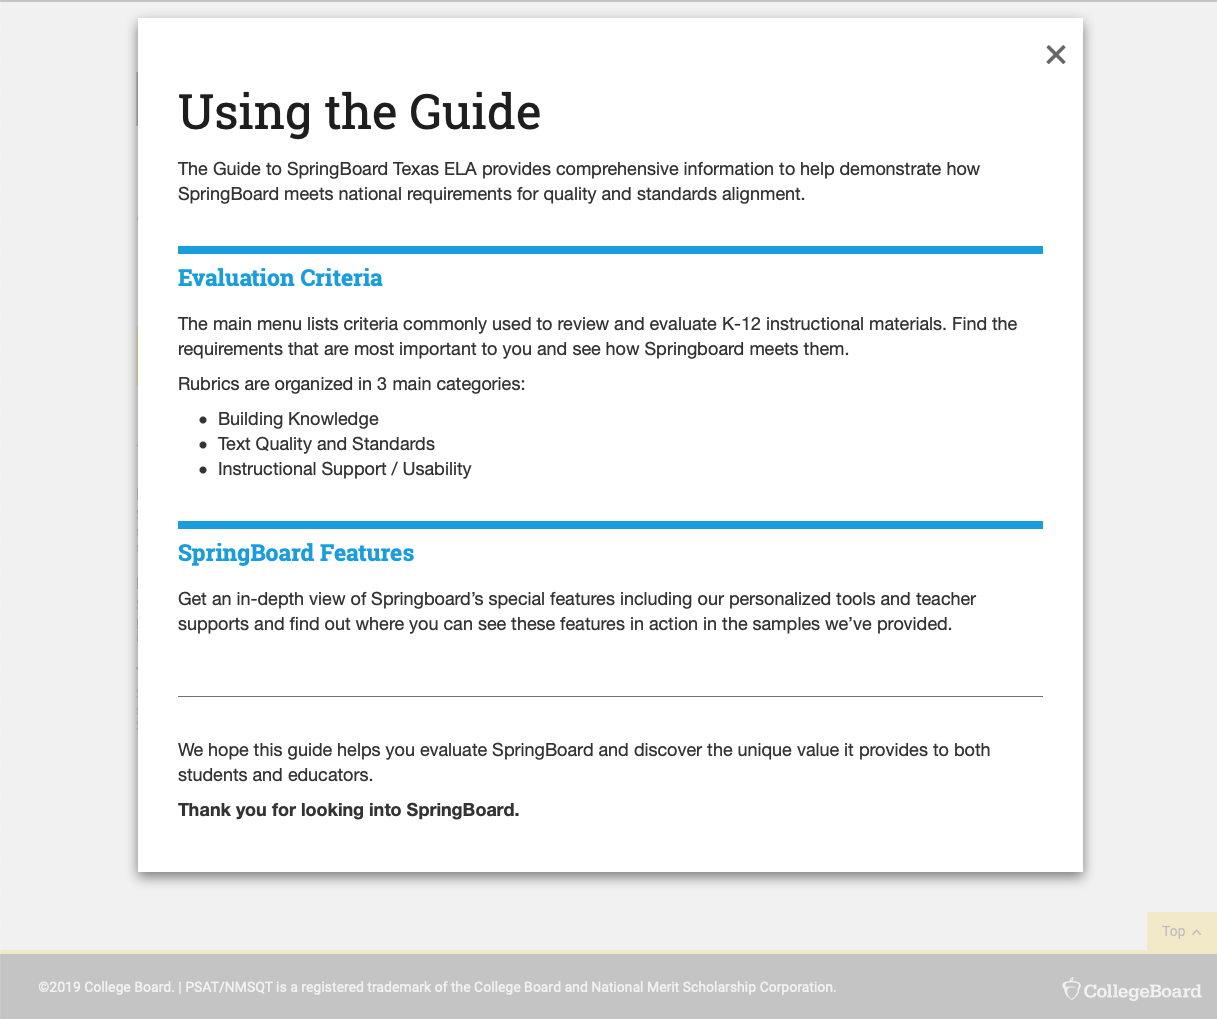 Using the Guide
The Guide to SpringBoard Texas ELA provides comprehensive information to help demonstrate how
SpringBoard meets national requirements for quality and standards alignment.
Evaluation Criteria
The main menu lists criteria commonly used to review and evaluate K-12 instructional materials. Find the
requirements that are most important to you and see how Springboard meets them.
Rubrics are organized in 3 main categories:
• Building Knowledge
• Text Quality and Standards
• Instructional Support / Usability
SpringBoard Features
Get an in-depth view of Springboard’s special features including our personalized tools and teacher
supports and find out where you can see these features in action in the samples we’ve provided.
We hope this guide helps you evaluate SpringBoard and discover the unique value it provides to both
students and educators.
Thank you for looking into SpringBoard.
Top
©2019 College Board. | PSAT/NMSQT is a registered trademark of the College Board and National Merit Scholarship Corporation.
CollegeBoard